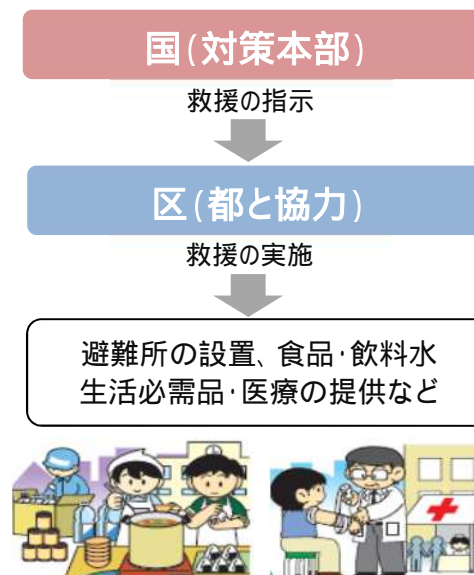 国(対策本部)
救援の指示
区(都と協力)
救援の実施
避難所の設置、食品･飲料水
生活必需品･医療の提供など